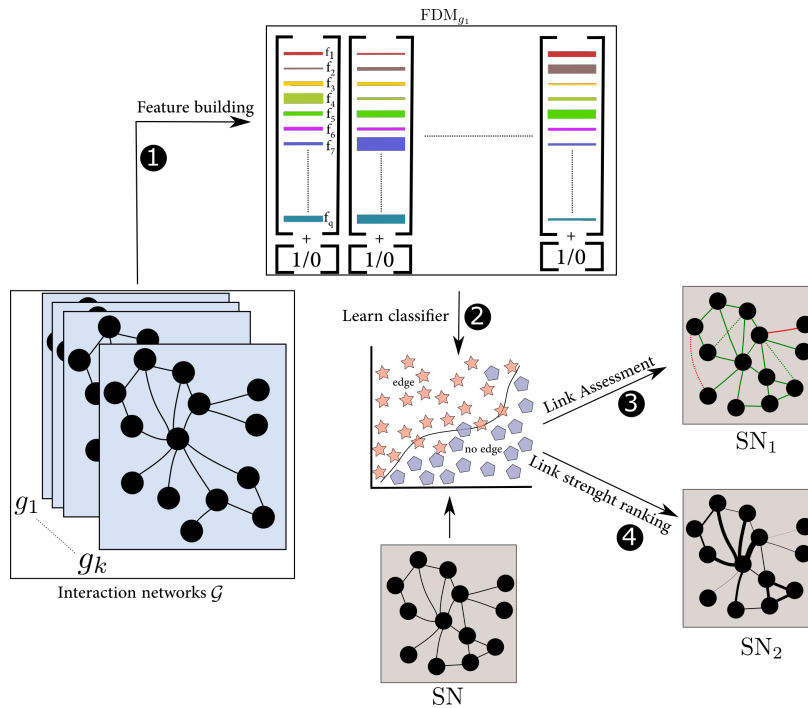 FDM_{g_1}
f_1
f_2
f_3
f_4
f_5
f_6
f_7
f_q
+ + +
1/0 1/0 1/0
Feature building
1
Learn classifier
2
edge
no edge
Link Assessment
3
SN_1
Link strenght ranking
4
SN_2
g_1
g_k
Interaction networks 𝒢
SN